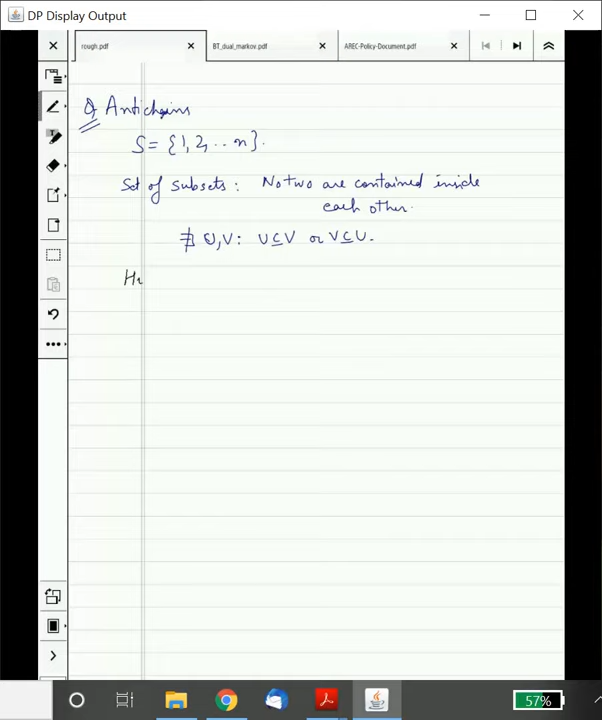 DP Display Output
rough.pdf
BT_dual_markov.pdf
AREC-Policy-Document.pdf
Q Antichains
S = {1, 2, .. n}.
Set of subsets : No two are contained inside
each other.
∄ U, V : U ⊆ V or V ⊆ U.
57%